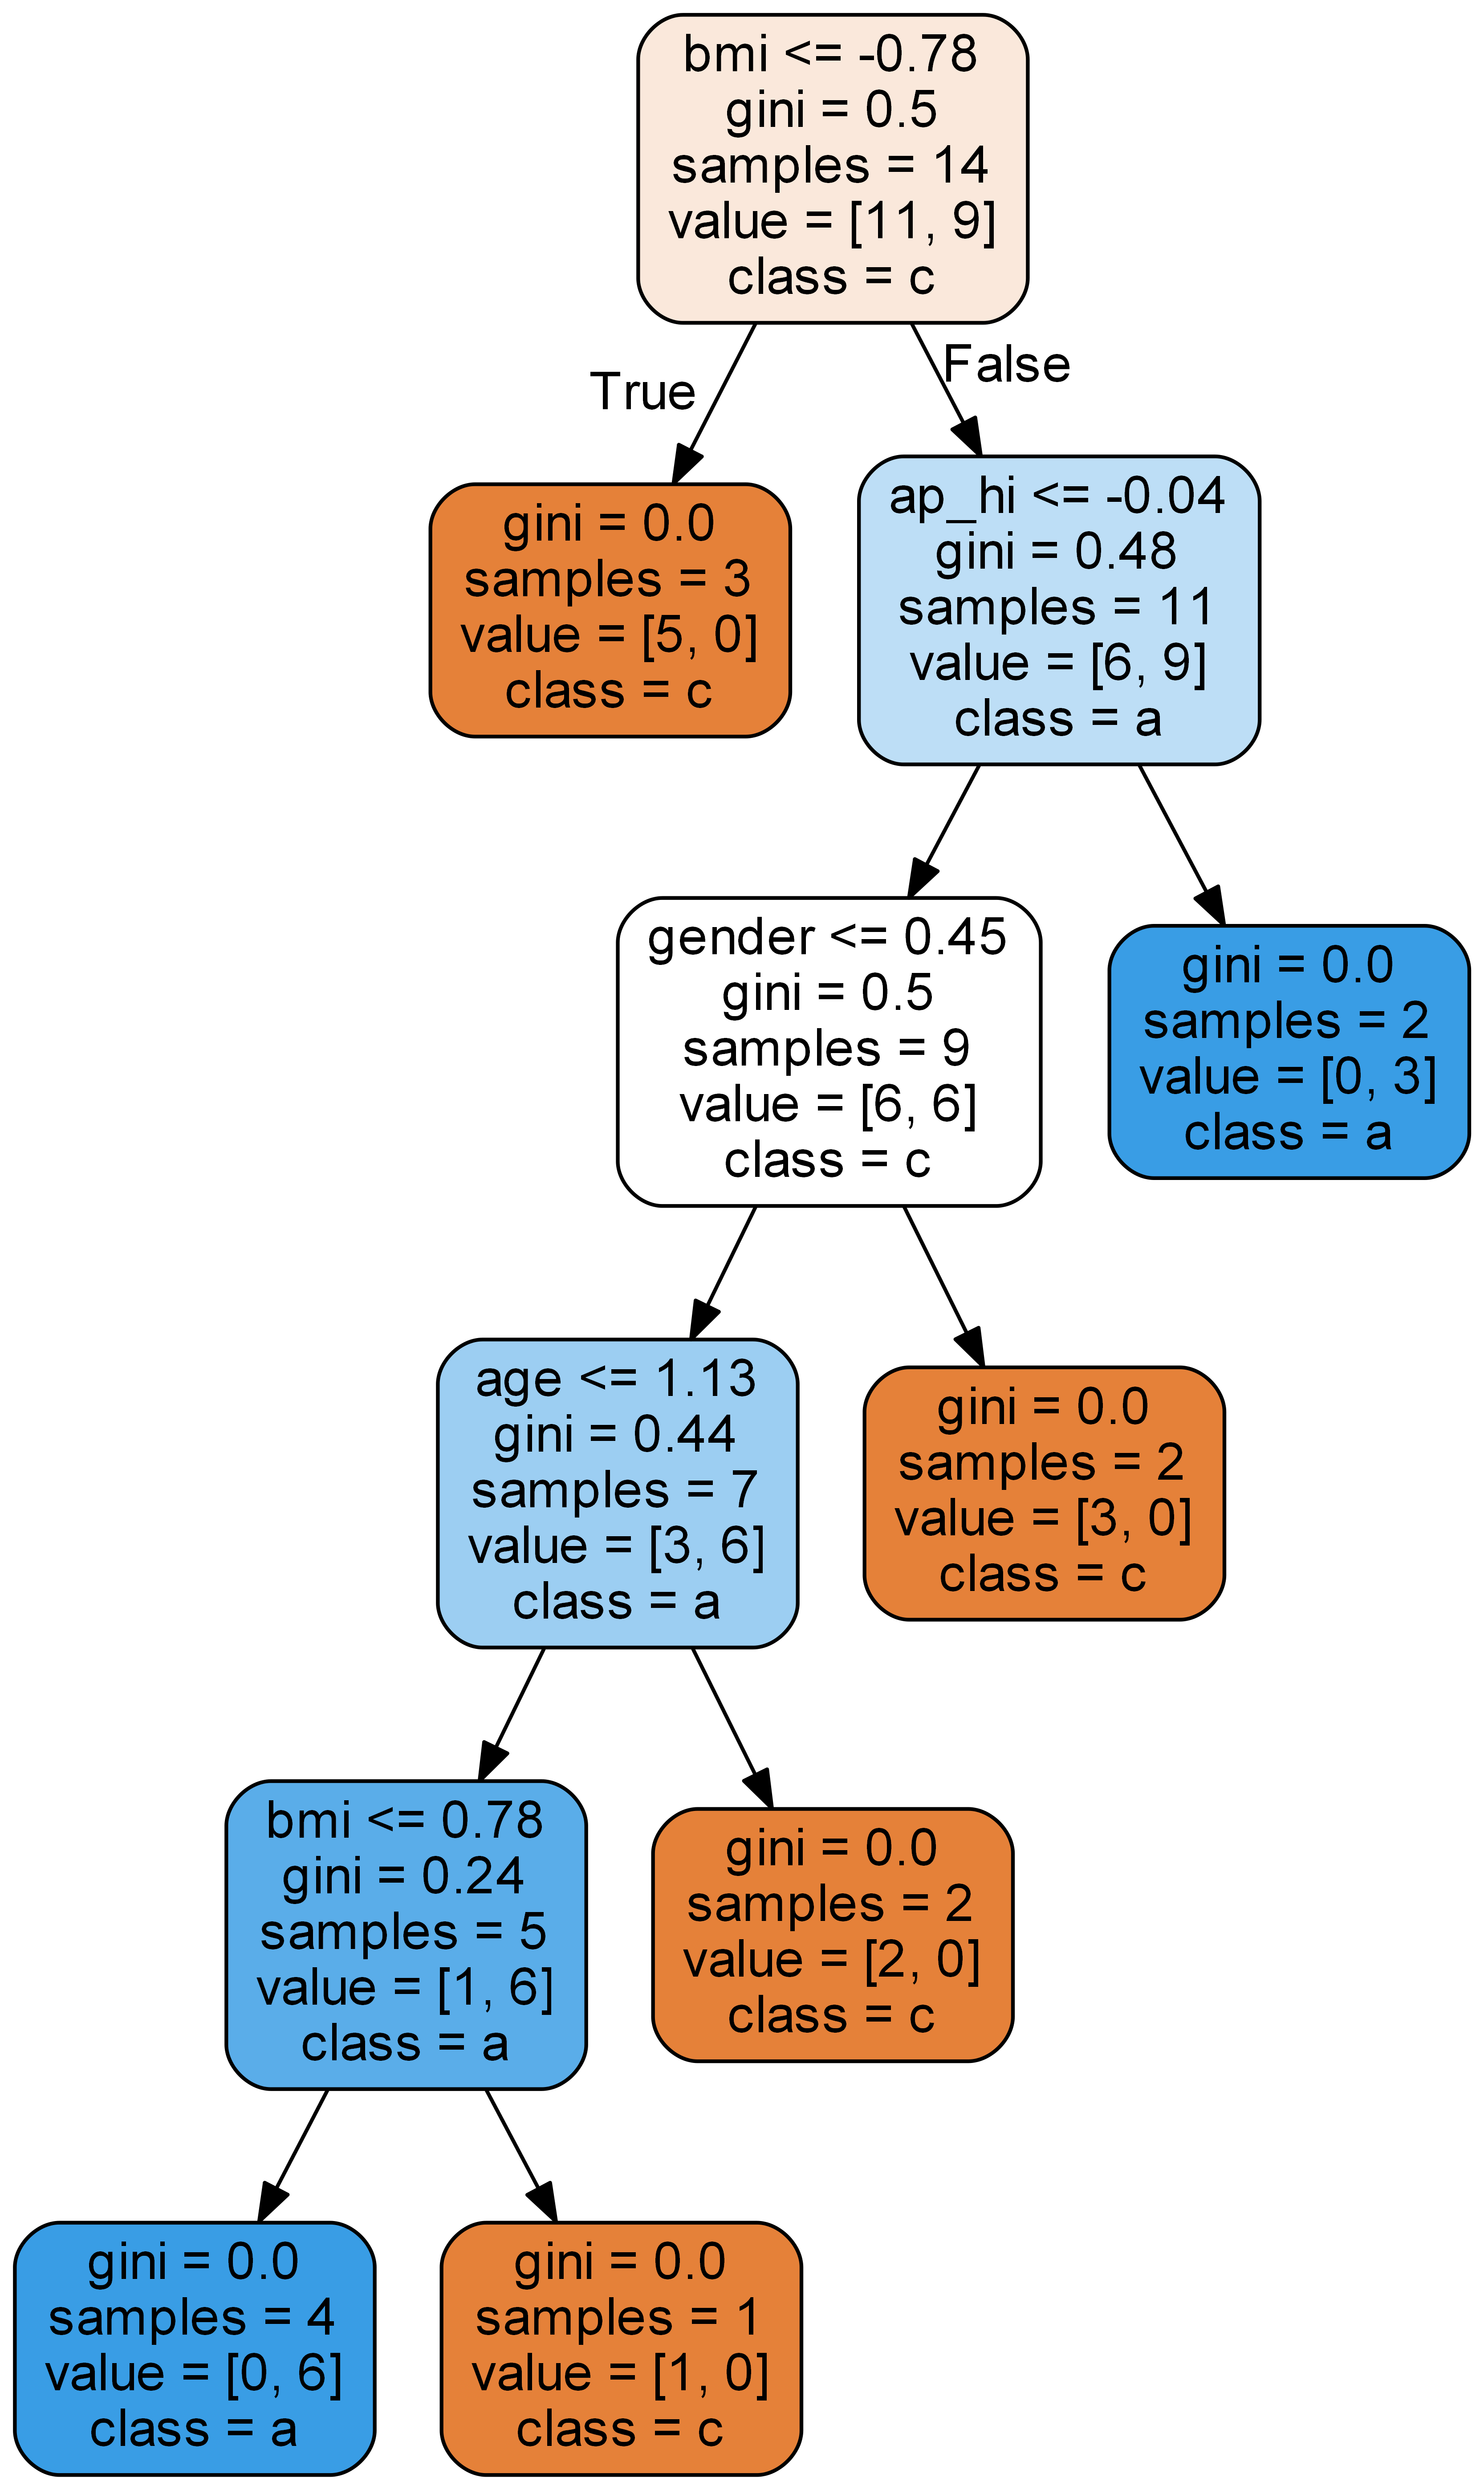 bmi <= -0.78
gini = 0.5
samples = 14
value = [11, 9]
class = c
True
False
gini = 0.0
samples = 3
value = [5, 0]
class = c
ap_hi <= -0.04
gini = 0.48
samples = 11
value = [6, 9]
class = a
gender <= 0.45
gini = 0.5
samples = 9
value = [6, 6]
class = c
gini = 0.0
samples = 2
value = [0, 3]
class = a
age <= 1.13
gini = 0.44
samples = 7
value = [3, 6]
class = a
gini = 0.0
samples = 2
value = [3, 0]
class = c
bmi <= 0.78
gini = 0.24
samples = 5
value = [1, 6]
class = a
gini = 0.0
samples = 2
value = [2, 0]
class = c
gini = 0.0
samples = 4
value = [0, 6]
class = a
gini = 0.0
samples = 1
value = [1, 0]
class = c